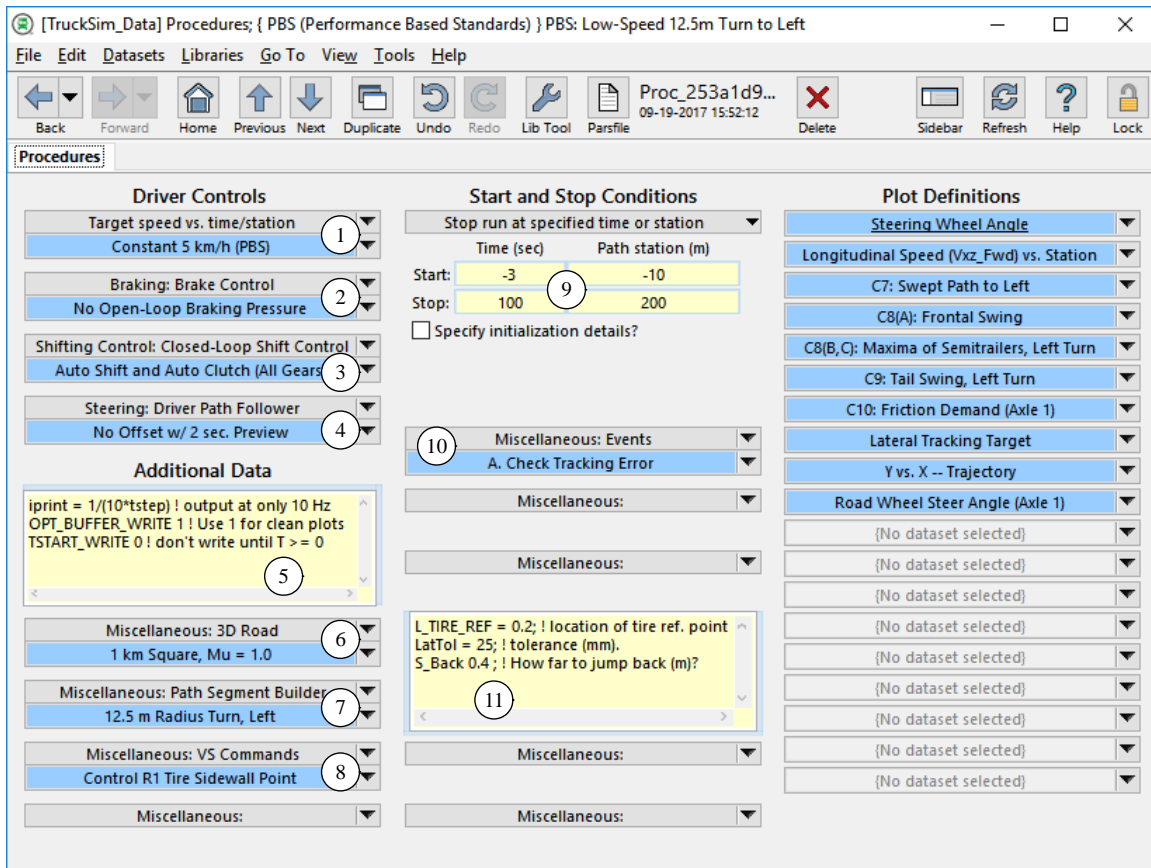 [TruckSim_Data] Procedures; { PBS (Performance Based Standards) } PBS: Low-Speed 12.5m Turn to Left
File Edit Datasets Libraries Go To View Tools Help
Back Forward Home Previous Next Duplicate Undo Redo Lib Tool Parsfile Proc_253a1d9... 09-19-2017 15:52:12 Delete Sidebar Refresh Help Lock
Procedures
Driver Controls
Target speed vs. time/station
1
Constant 5 km/h (PBS)
Braking: Brake Control
2
No Open-Loop Braking Pressure
Shifting Control: Closed-Loop Shift Control
3
Auto Shift and Auto Clutch (All Gears
Steering: Driver Path Follower
4
No Offset w/ 2 sec. Preview
Additional Data
iprint = 1/(10*tstep) ! output at only 10 Hz
OPT_BUFFER_WRITE 1 ! Use 1 for clean plots
TSTART_WRITE 0 ! don't write until T >= 0
5
Miscellaneous: 3D Road
6
1 km Square, Mu = 1.0
Miscellaneous: Path Segment Builder
7
12.5 m Radius Turn, Left
Miscellaneous: VS Commands
8
Control R1 Tire Sidewall Point
Miscellaneous:
Start and Stop Conditions
Stop run at specified time or station
Time (sec) Path station (m)
Start: -3 -10
9
Stop: 100 200
Specify initialization details?
10
Miscellaneous: Events
A. Check Tracking Error
Miscellaneous:
Miscellaneous:
L_TIRE_REF = 0.2; ! location of tire ref. point
LatTol = 25; ! tolerance (mm).
S_Back 0.4 ; ! How far to jump back (m)?
11
Miscellaneous:
Miscellaneous:
Plot Definitions
Steering Wheel Angle
Longitudinal Speed (Vxz_Fwd) vs. Station
C7: Swept Path to Left
C8(A): Frontal Swing
C8(B,C): Maxima of Semitrailers, Left Turn
C9: Tail Swing, Left Turn
C10: Friction Demand (Axle 1)
Lateral Tracking Target
Y vs. X -- Trajectory
Road Wheel Steer Angle (Axle 1)
{No dataset selected}
{No dataset selected}
{No dataset selected}
{No dataset selected}
{No dataset selected}
{No dataset selected}
{No dataset selected}
{No dataset selected}
{No dataset selected}